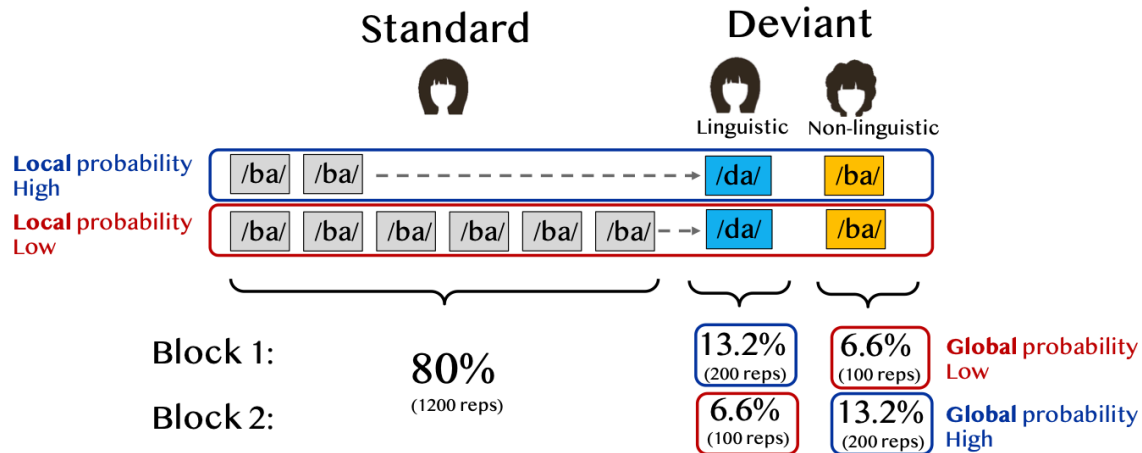 Standard Deviant
Linguistic Non-linguistic
Local probability
High
/ba/ /ba/ /da/ /ba/
Local probability
Low
/ba/ /ba/ /ba/ /ba/ /ba/ /ba/ /da/ /ba/
Block 1:
80%
(1200 reps)
13.2%
(200 reps)
6.6%
(100 reps)
Global probability
Low
Block 2:
6.6%
(100 reps)
13.2%
(200 reps)
Global probability
High